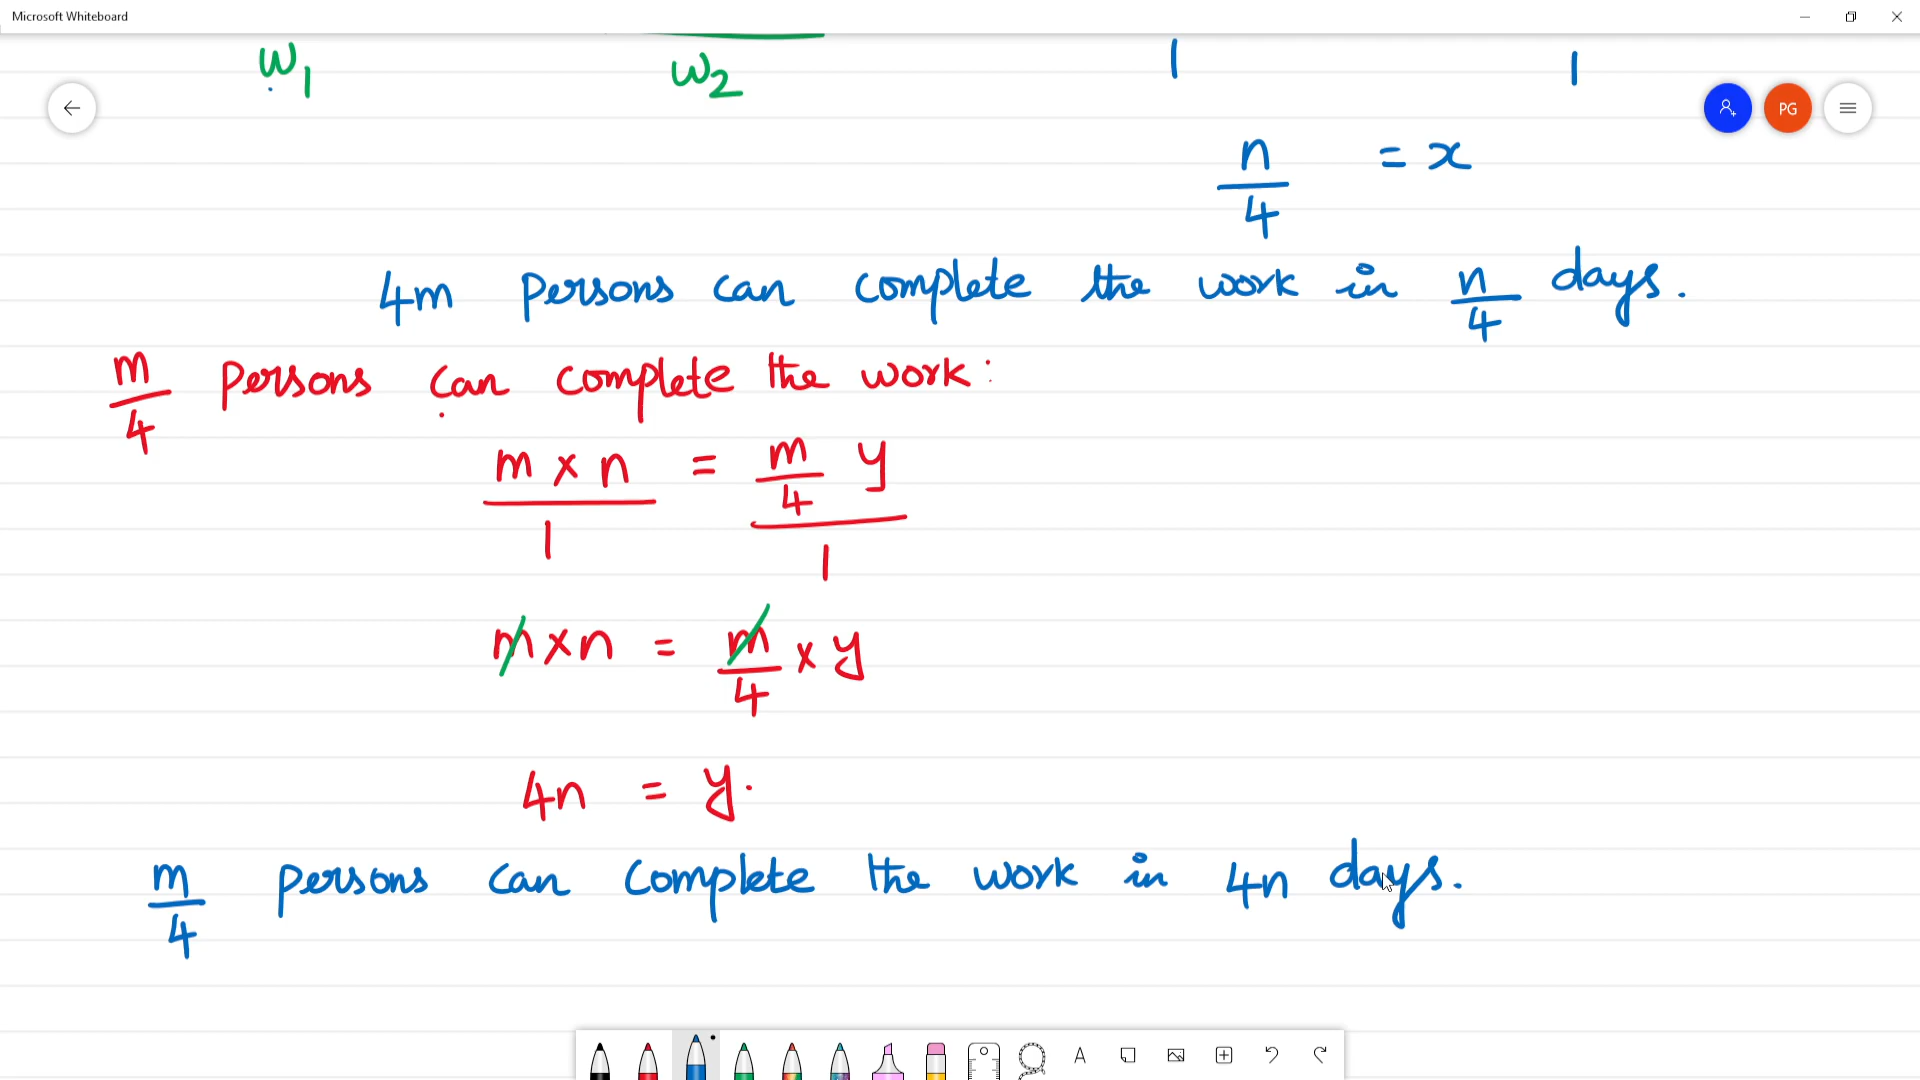 Microsoft Whiteboard
w₁ w₂ 1 1
PG
n/4 = x
4m persons can complete the work in n/4 days.
m/4 persons can complete the work:
m × n / 1 = m/4 y / 1
m × n = m/4 × y
4n = y.
m/4 persons can complete the work in 4n days.
A